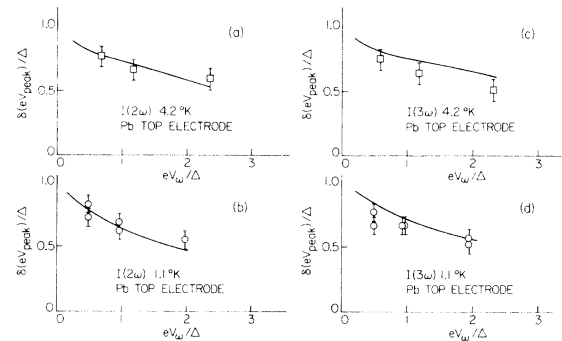 δ(eV_peak)/Δ
1.0
0.5
0
(a)
I(2ω) 4.2 °K
Pb TOP ELECTRODE
0 1 2 3
eV_ω/Δ
δ(eV_peak)/Δ
1.0
0.5
0
(c)
I(3ω) 4.2 °K
Pb TOP ELECTRODE
0 1 2 3
eV_ω/Δ
δ(eV_peak)/Δ
1.0
0.5
0
(b)
I(2ω) 1.1 °K
Pb TOP ELECTRODE
0 1 2 3
eV_ω/Δ
δ(eV_peak)/Δ
1.0
0.5
0
(d)
I(3ω) 1.1 °K
Pb TOP ELECTRODE
0 1 2 3
eV_ω/Δ